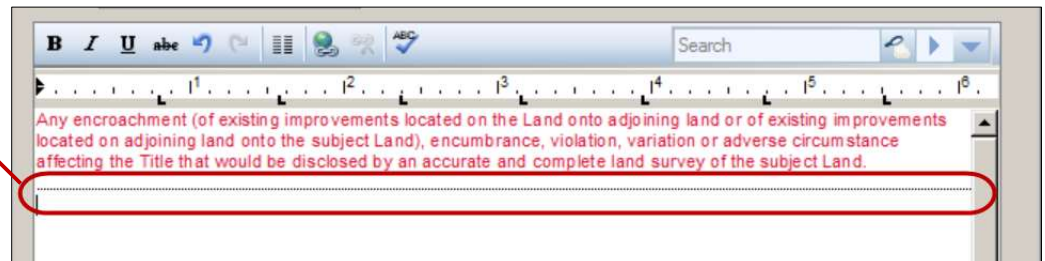 B I U abc ABC Search
1 2 3 4 5 6
Any encroachment (of existing improvements located on the Land onto adjoining land or of existing improvements
located on adjoining land onto the subject Land), encumbrance, violation, variation or adverse circumstance
affecting the Title that would be disclosed by an accurate and complete land survey of the subject Land.